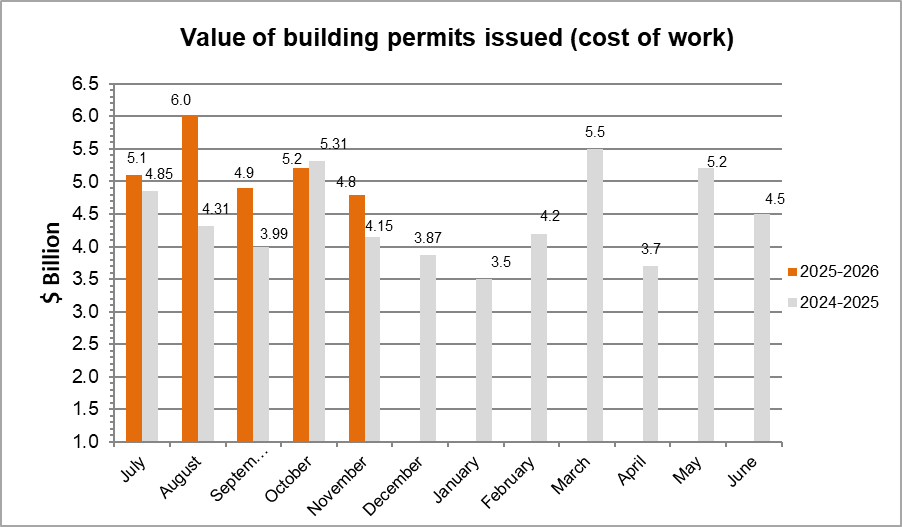 Value of building permits issued (cost of work)
$ Billion
6.5
6.0
5.5
5.0
4.5
4.0
3.5
3.0
2.5
2.0
1.5
1.0
5.1
4.85
6.0
4.31
4.9
3.99
5.2
5.31
4.8
4.15
3.87
3.5
4.2
5.5
3.7
5.2
4.5
July
August
Septem...
October
November
December
January
February
March
April
May
June
2025-2026
2024-2025